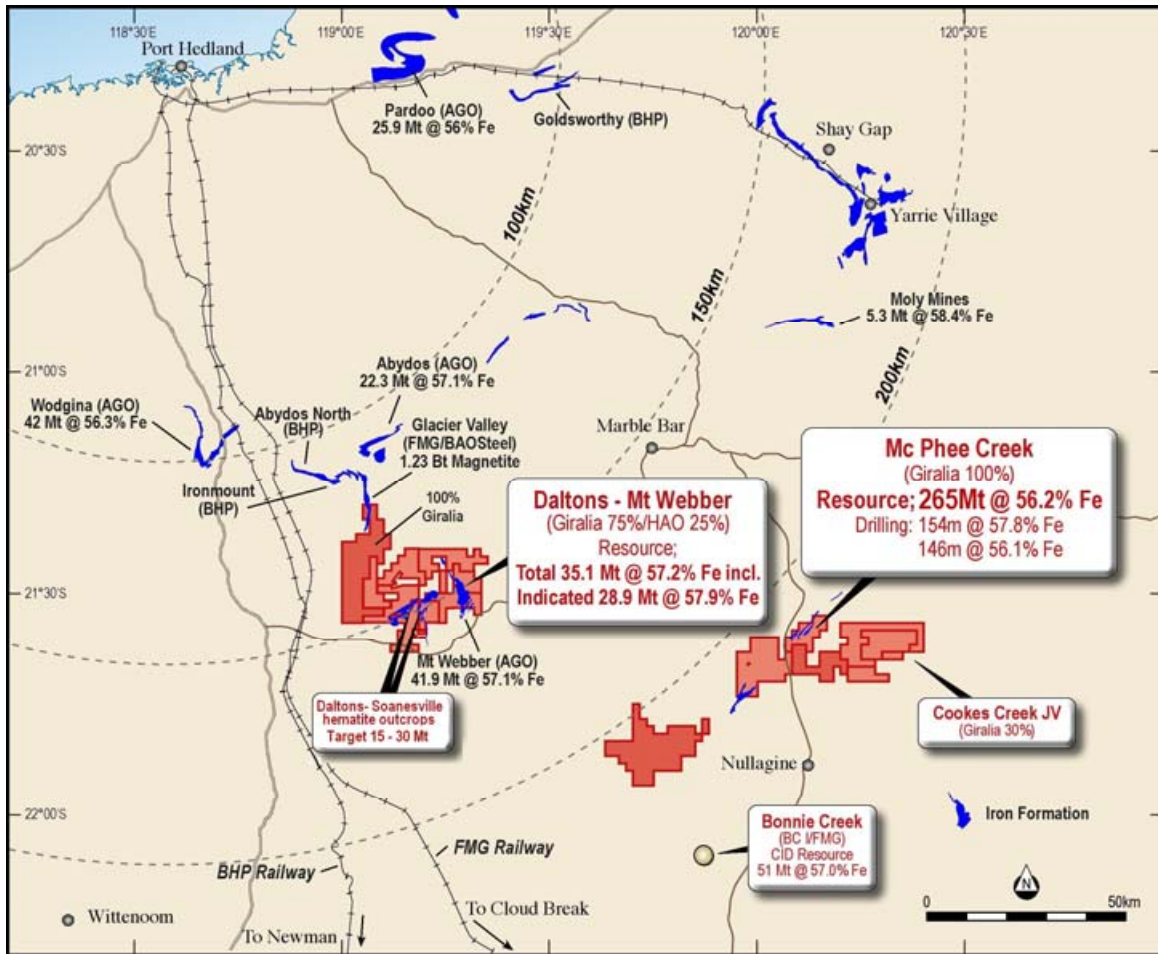 118°30'E
119°00'E
119°30'E
120°00'E
120°30'E
Port Hedland
Pardoo (AGO)
25.9 Mt @ 56% Fe
Goldsworthy (BHP)
Shay Gap
20°30'S
Yarrie Village
100km
150km
200km
Moly Mines
5.3 Mt @ 58.4% Fe
21°00'S
Abydos (AGO)
22.3 Mt @ 57.1% Fe
Wodgina (AGO)
42 Mt @ 56.3% Fe
Abydos North
(BHP)
Glacier Valley
(FMG/BAOSteel)
1.23 Bt Magnetite
Marble Bar
Ironmount
(BHP)
100%
Giralia
Daltons - Mt Webber
(Giralia 75%/HAO 25%)
Resource;
Total 35.1 Mt @ 57.2% Fe incl.
Indicated 28.9 Mt @ 57.9% Fe
Mc Phee Creek
(Giralia 100%)
Resource; 265Mt @ 56.2% Fe
Drilling: 154m @ 57.8% Fe
146m @ 56.1% Fe
21°30'S
Mt Webber (AGO)
41.9 Mt @ 57.1% Fe
Daltons- Soanesville
hematite outcrops
Target 15 - 30 Mt
Cookes Creek JV
(Giralia 30%)
Nullagine
22°00'S
Bonnie Creek
(BC I/FMG)
CID Resource
51 Mt @ 57.0% Fe
Iron Formation
BHP Railway
FMG Railway
N
0
50km
Wittenoom
To Newman
To Cloud Break